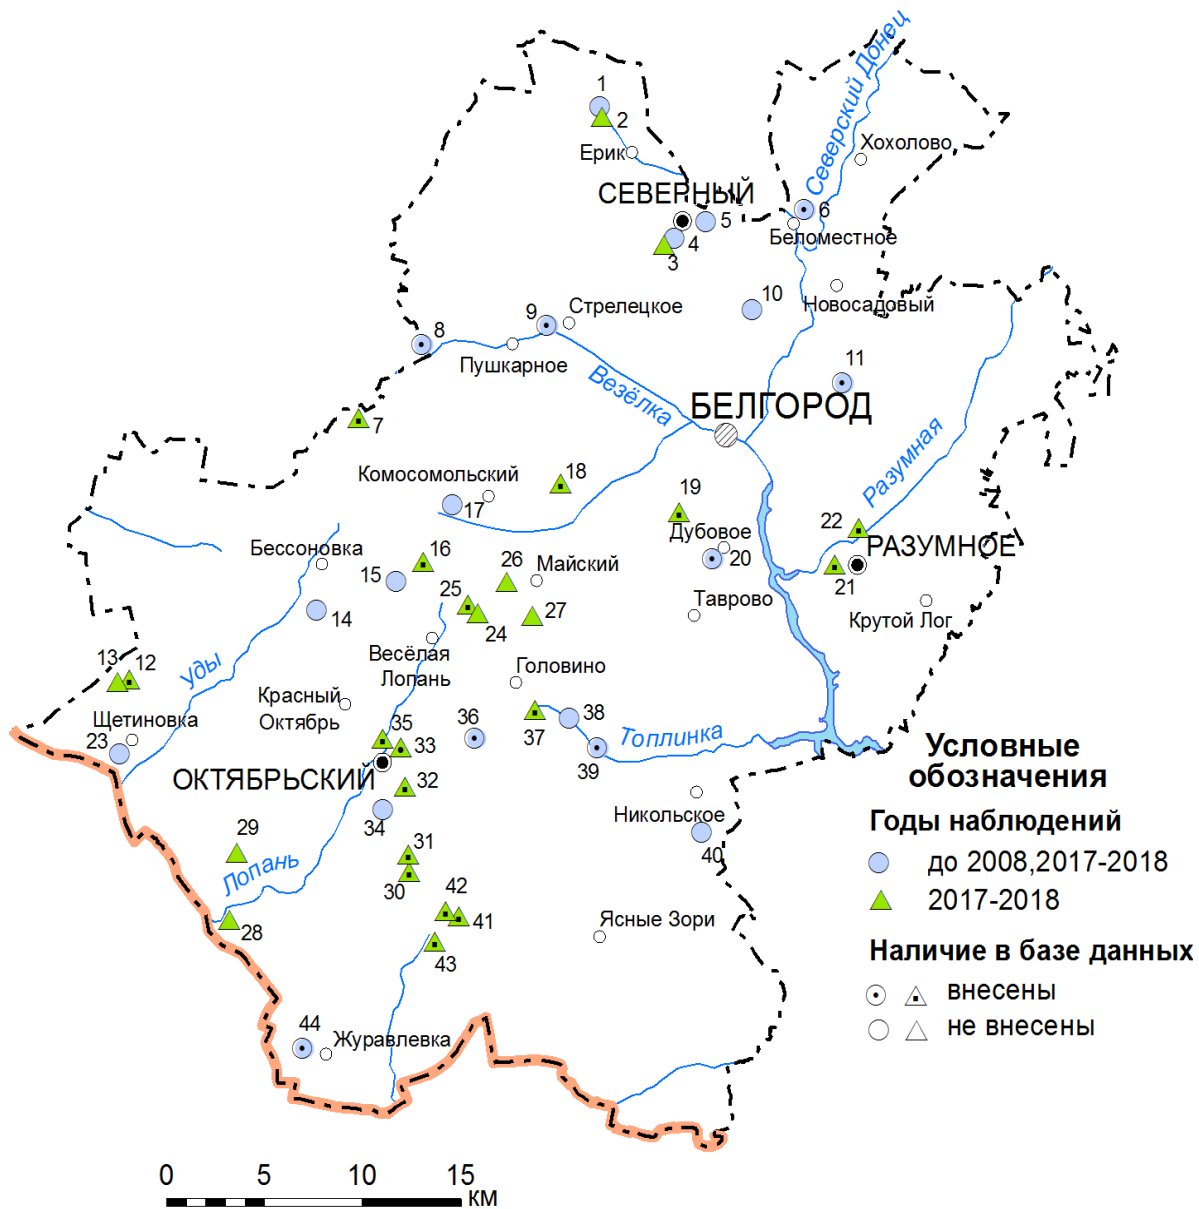 1
2
Ерик
Северский Донец
Хохолово
СЕВЕРНЫЙ
5
6
4
3
Беломестное
10
Новосадовый
9
Стрелецкое
8
Пушкарное
11
Везёлка
БЕЛГОРОД
7
Разумная
Комосомольский
18
17
19
22
Дубовое
20
РАЗУМНОЕ
21
Бессоновка
16
26
Майский
15
25
14
24
27
Таврово
Крутой Лог
Весёлая
Лопань
13
12
Уды
Головино
Красный
Октябрь
Щетиновка
23
35
33
36
38
37
39
Топлинка
ОКТЯБРЬСКИЙ
32
34
Никольское
40
29
31
30
Лопань
28
42
41
43
Ясные Зори
44
Журавлевка
Условные
обозначения
Годы наблюдений
до 2008,2017-2018
2017-2018
Наличие в базе данных
внесены
не внесены
0 5 10 15
км